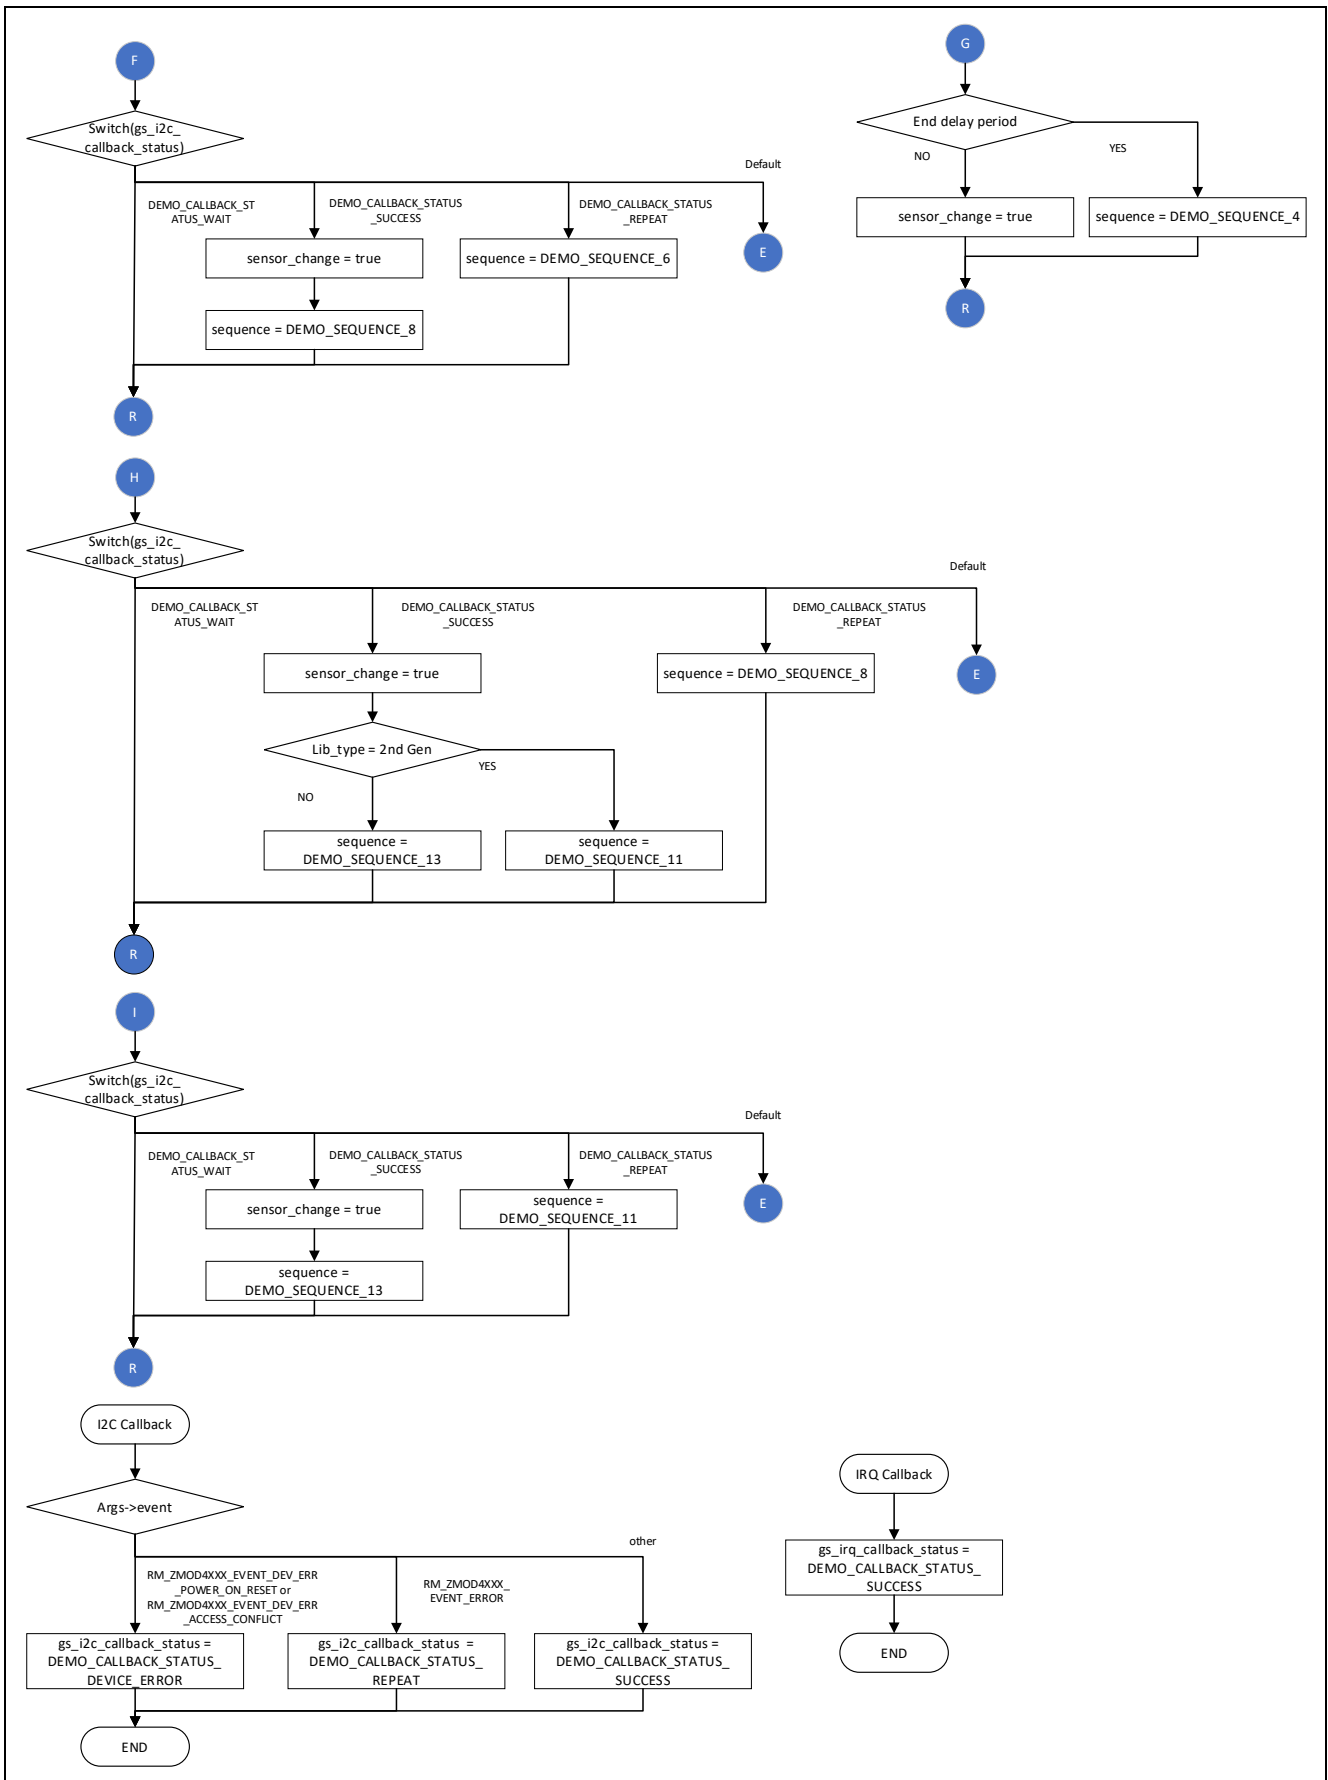 F
Switch(gs_i2c_
callback_status)
Default
DEMO_CALLBACK_ST
ATUS_WAIT
DEMO_CALLBACK_STATUS
_SUCCESS
DEMO_CALLBACK_STATUS
_REPEAT
sensor_change = true
sequence = DEMO_SEQUENCE_6
E
sequence = DEMO_SEQUENCE_8
R
G
End delay period
NO
YES
sensor_change = true
sequence = DEMO_SEQUENCE_4
R
H
Switch(gs_i2c_
callback_status)
Default
DEMO_CALLBACK_ST
ATUS_WAIT
DEMO_CALLBACK_STATUS
_SUCCESS
DEMO_CALLBACK_STATUS
_REPEAT
sensor_change = true
sequence = DEMO_SEQUENCE_8
E
Lib_type = 2nd Gen
YES
NO
sequence =
DEMO_SEQUENCE_13
sequence =
DEMO_SEQUENCE_11
R
I
Switch(gs_i2c_
callback_status)
Default
DEMO_CALLBACK_ST
ATUS_WAIT
DEMO_CALLBACK_STATUS
_SUCCESS
DEMO_CALLBACK_STATUS
_REPEAT
sensor_change = true
sequence =
DEMO_SEQUENCE_11
E
sequence =
DEMO_SEQUENCE_13
R
I2C Callback
Args->event
other
RM_ZMOD4XXX_EVENT_DEV_ERR
_POWER_ON_RESET or
RM_ZMOD4XXX_EVENT_DEV_ERR
_ACCESS_CONFLICT
RM_ZMOD4XXX_
EVENT_ERROR
gs_i2c_callback_status =
DEMO_CALLBACK_STATUS_
DEVICE_ERROR
gs_i2c_callback_status =
DEMO_CALLBACK_STATUS_
REPEAT
gs_i2c_callback_status =
DEMO_CALLBACK_STATUS_
SUCCESS
END
IRQ Callback
gs_irq_callback_status =
DEMO_CALLBACK_STATUS_
SUCCESS
END